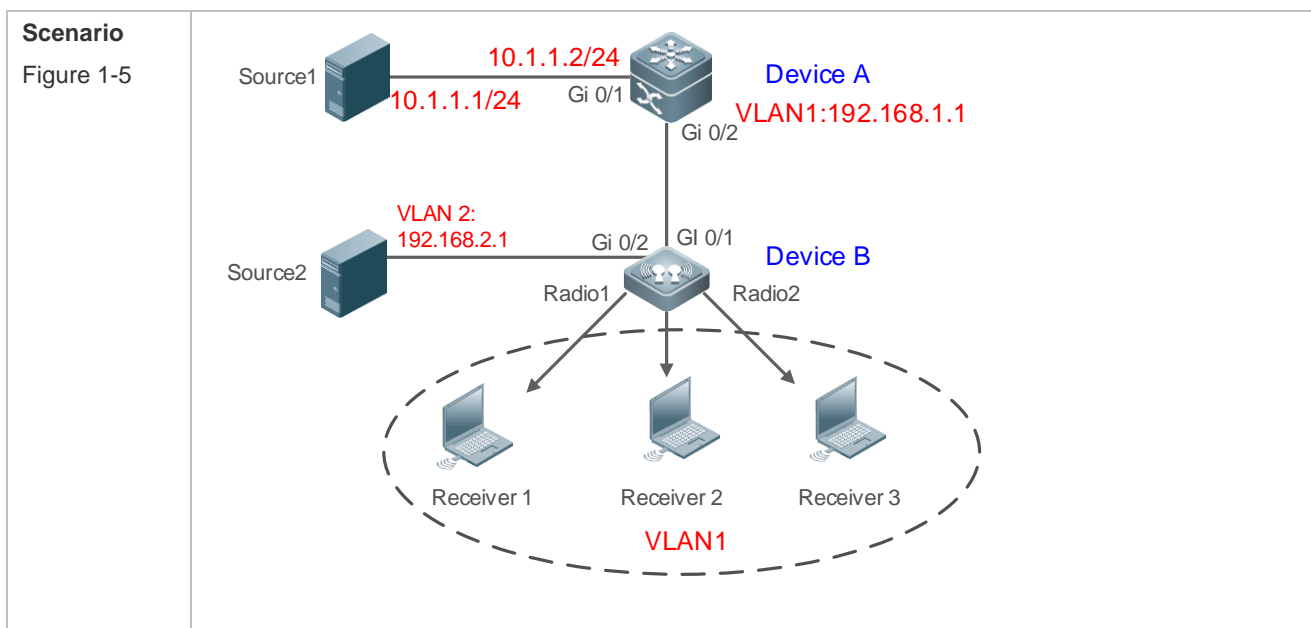 Scenario
Figure 1-5
10.1.1.2/24
Source1
Gi 0/1
Device A
10.1.1.1/24
VLAN1:192.168.1.1
Gi 0/2
VLAN 2:
192.168.2.1
Gi 0/2
GI 0/1
Device B
Source2
Radio1
Radio2
Receiver 1
Receiver 2
Receiver 3
VLAN1